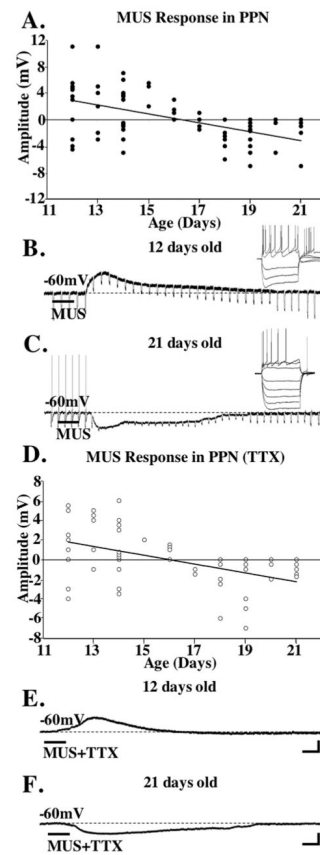 A. MUS Response in PPN
12
8
4
0
-4
-8
-12
Amplitude (mV)
11 13 15 17 19 21
Age (Days)
B. 12 days old
-60mV
MUS
C. 21 days old
-60mV
MUS
D. MUS Response in PPN (TTX)
8
6
4
2
0
-2
-4
-6
-8
Amplitude (mV)
11 13 15 17 19 21
Age (Days)
E. 12 days old
-60mV
MUS+TTX
F. 21 days old
-60mV
MUS+TTX